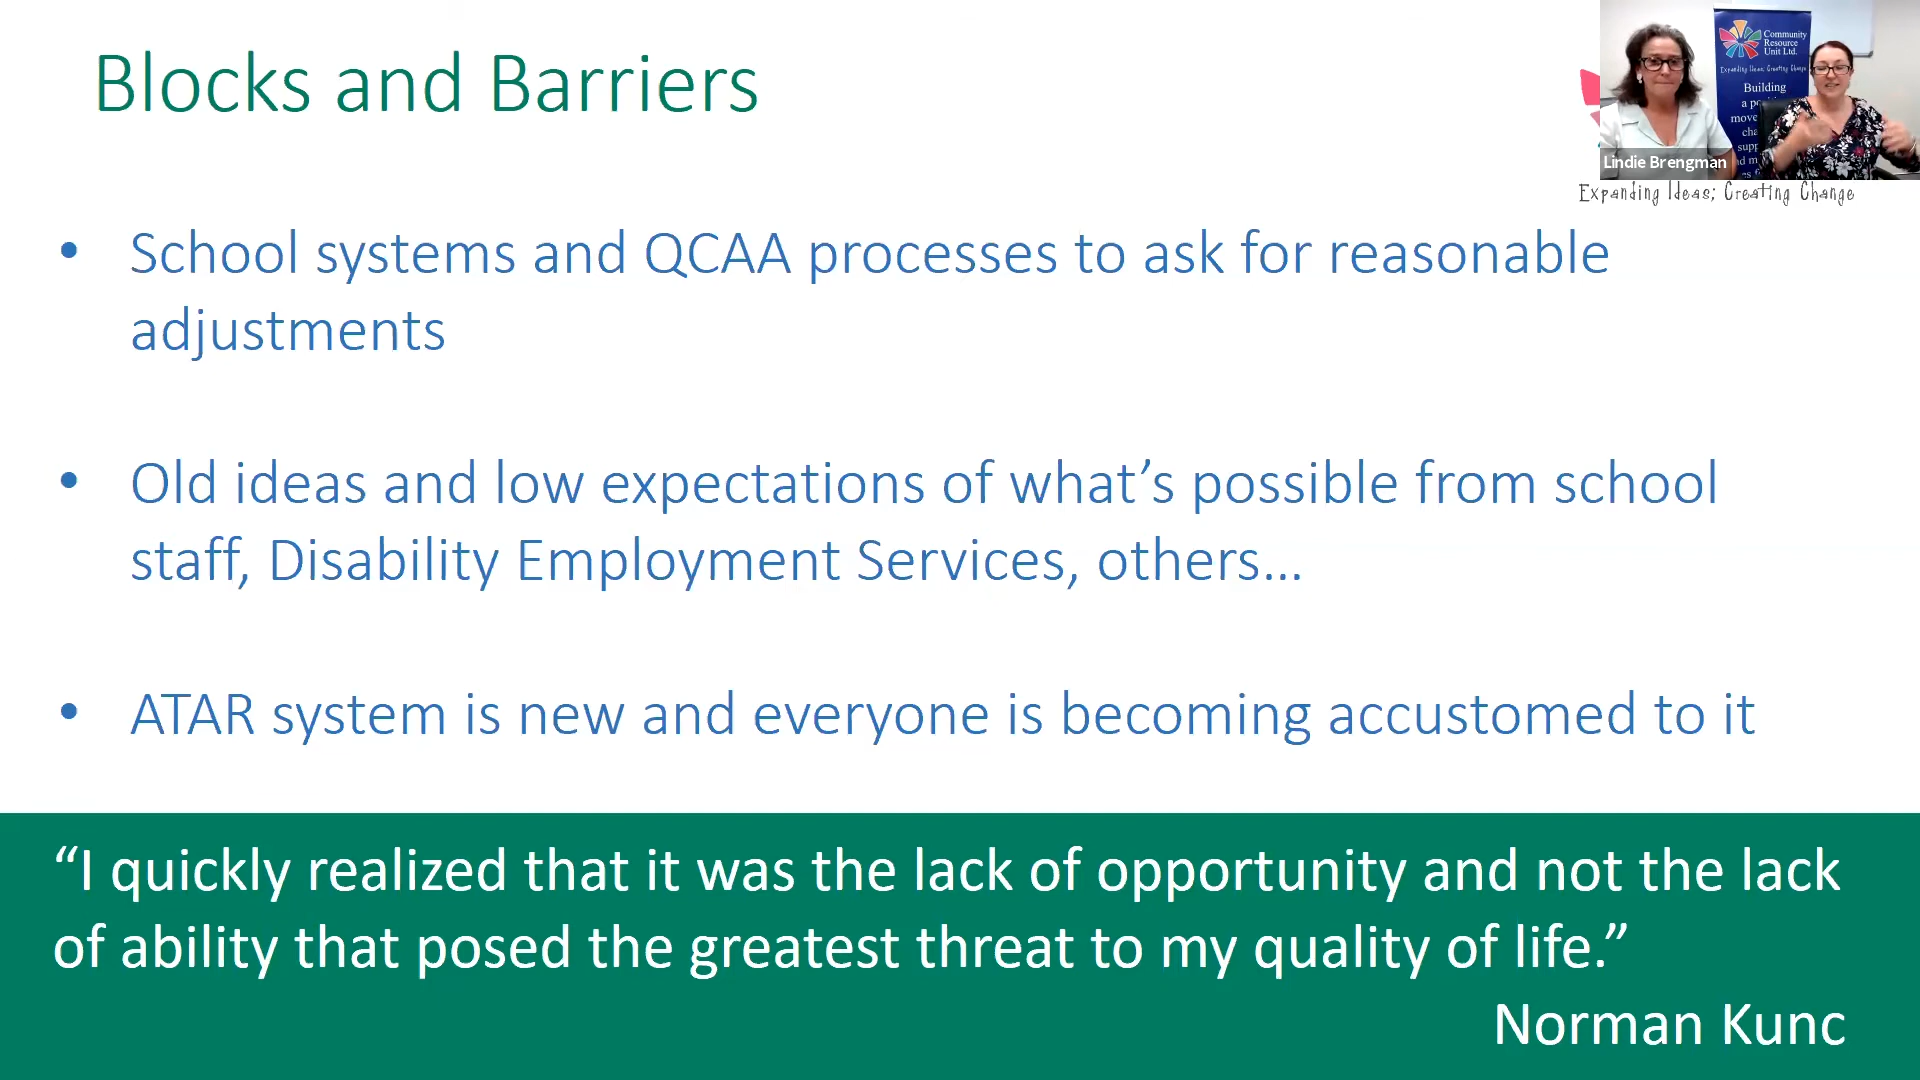 Blocks and Barriers
Community
Resource
Unit Ltd.
Expanding Ideas; Creating Change
Building
Lindie Brengman
Expanding Ideas; Creating Change
• School systems and QCAA processes to ask for reasonable
adjustments
• Old ideas and low expectations of what’s possible from school
staff, Disability Employment Services, others…
• ATAR system is new and everyone is becoming accustomed to it
“I quickly realized that it was the lack of opportunity and not the lack
of ability that posed the greatest threat to my quality of life.”
Norman Kunc